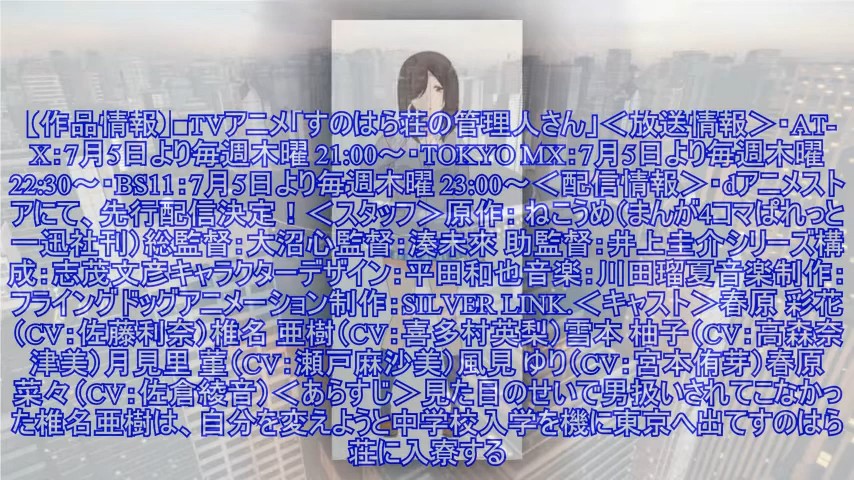 【作品情報】■TVアニメ「すのはら荘の管理人さん」＜放送情報＞・AT-
X：7月5日より毎週木曜 21:00～・TOKYO MX：7月5日より毎週木曜
22:30～・BS11：7月5日より毎週木曜 23:00～＜配信情報＞・dアニメスト
アにて、先行配信決定！＜スタッフ＞原作：ねこうめ（まんが4コマぱれっと
一迅社刊）総監督：大沼心監督：湊未來 助監督：井上圭介シリーズ構
成：志茂文彦キャラクターデザイン：平田和也音楽：川田瑠夏音楽制作：
フライングドッグアニメーション制作：SILVER LINK.＜キャスト＞春原 彩花
（CV：佐藤利奈）椎名 亜樹（CV：喜多村英梨）雪本 柚子（CV：高森奈
津美）月見里 菫（CV：瀬戸麻沙美）風見 ゆり（CV：宮本侑芽）春原
菜々（CV：佐倉綾音）＜あらすじ＞見た目のせいで男扱いされてこなかっ
た椎名亜樹は、自分を変えようと中学校入学を機に東京へ出てすのはら
荘に入寮する